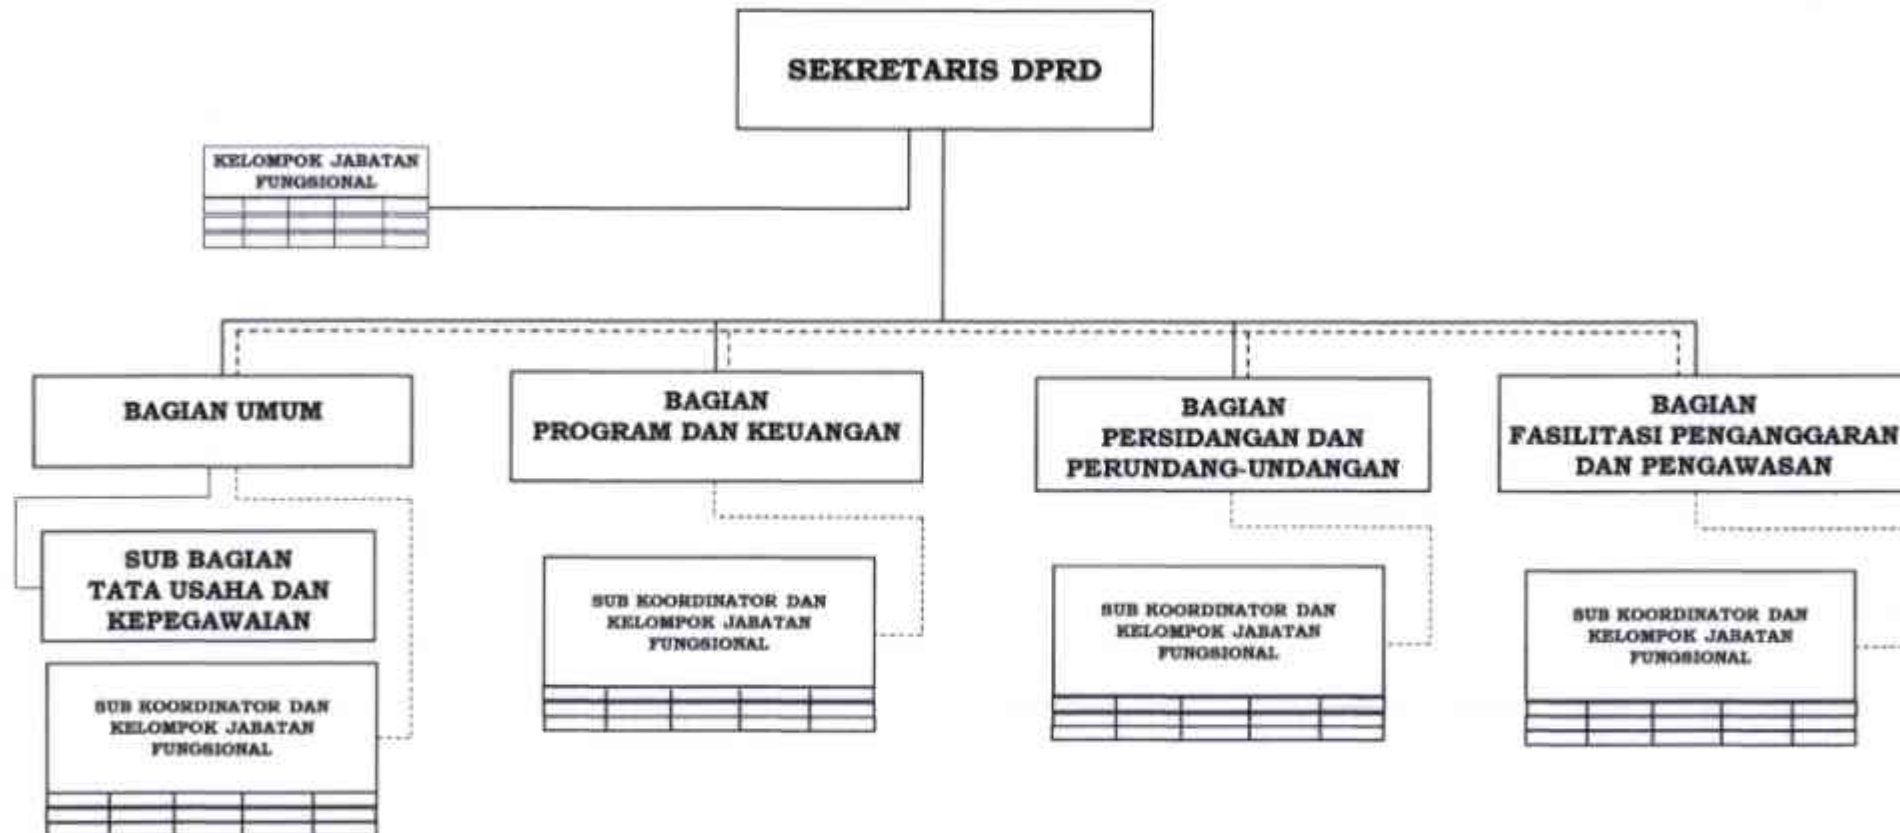 SEKRETARIS DPRD
KELOMPOK JABATAN
FUNGSIONAL
BAGIAN UMUM
BAGIAN
PROGRAM DAN KEUANGAN
BAGIAN
PERSIDANGAN DAN
PERUNDANG-UNDANGAN
BAGIAN
FASILITASI PENGANGGARAN
DAN PENGAWASAN
SUB BAGIAN
TATA USAHA DAN
KEPEGAWAIAN
SUB KOORDINATOR DAN
KELOMPOK JABATAN
FUNGSIONAL
SUB KOORDINATOR DAN
KELOMPOK JABATAN
FUNGSIONAL
SUB KOORDINATOR DAN
KELOMPOK JABATAN
FUNGSIONAL
SUB KOORDINATOR DAN
KELOMPOK JABATAN
FUNGSIONAL